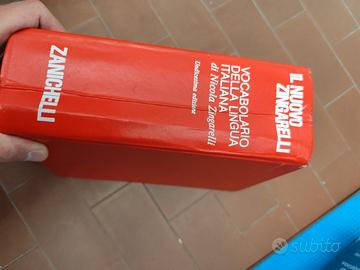 IL NUOVO
ZINGARELLI
VOCABOLARIO
DELLA LINGUA
ITALIANA
di Nicola Zingarelli
Undicesima edizione
ZANICHELLI
subito